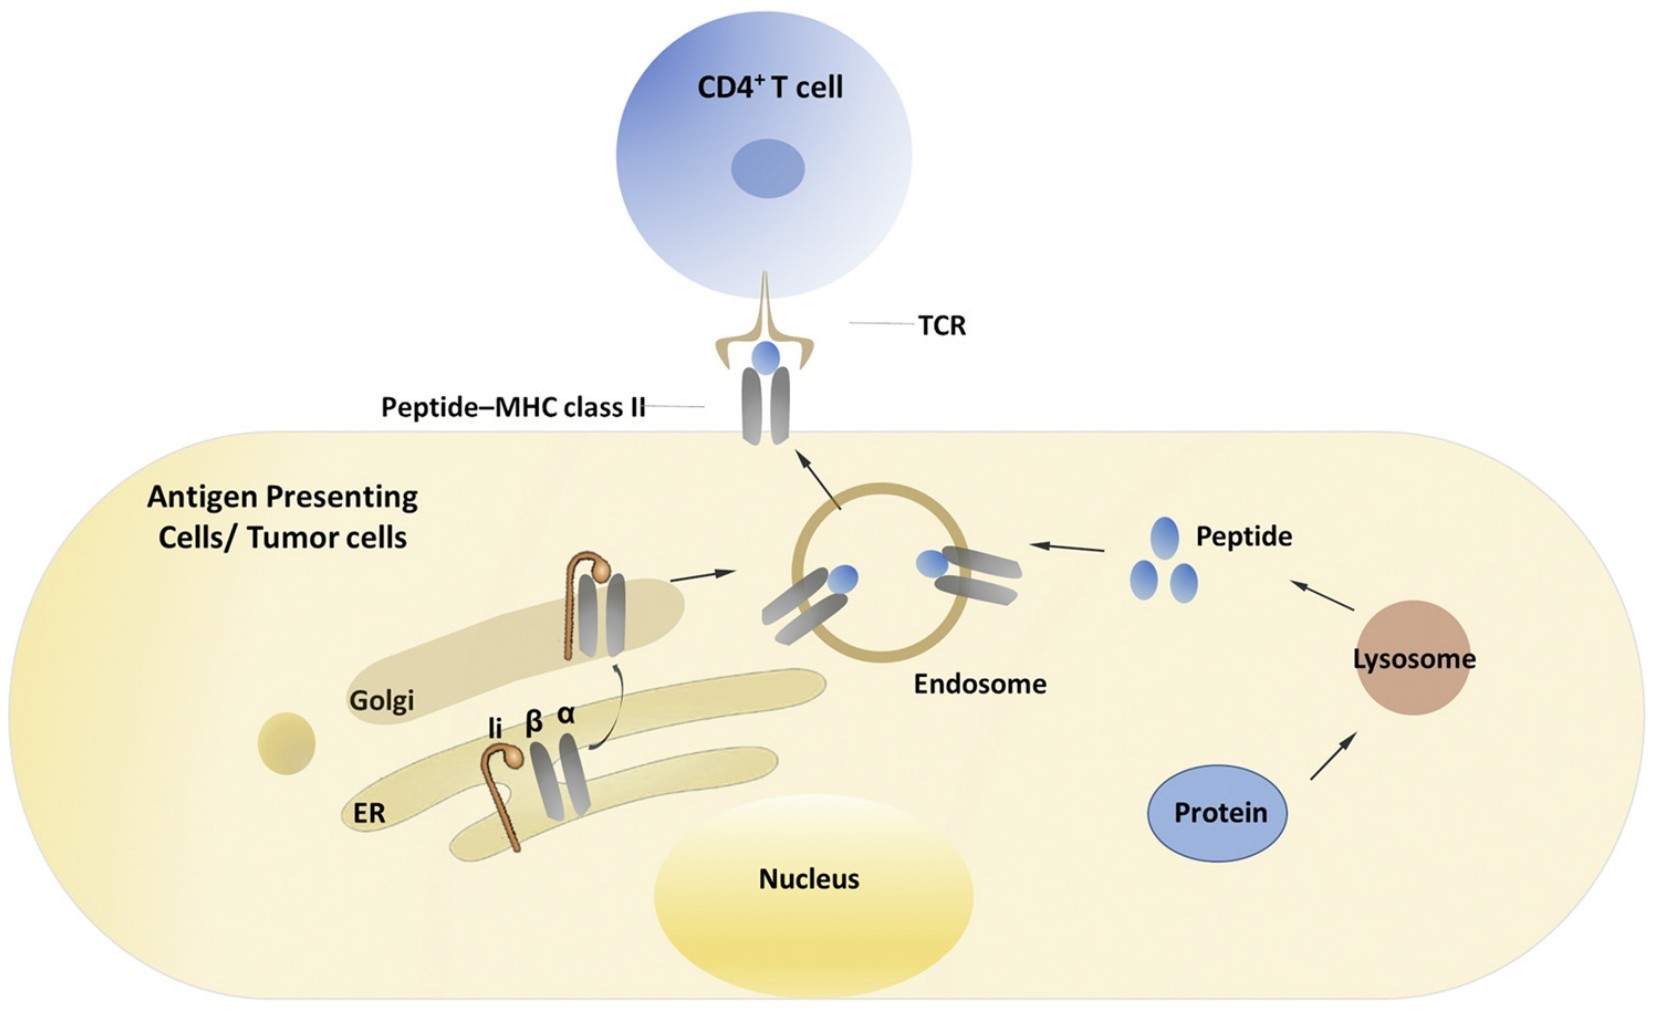 CD4⁺ T cell
TCR
Peptide–MHC class II
Antigen Presenting
Cells/ Tumor cells
Peptide
Lysosome
Endosome
Golgi
li β α
ER
Protein
Nucleus